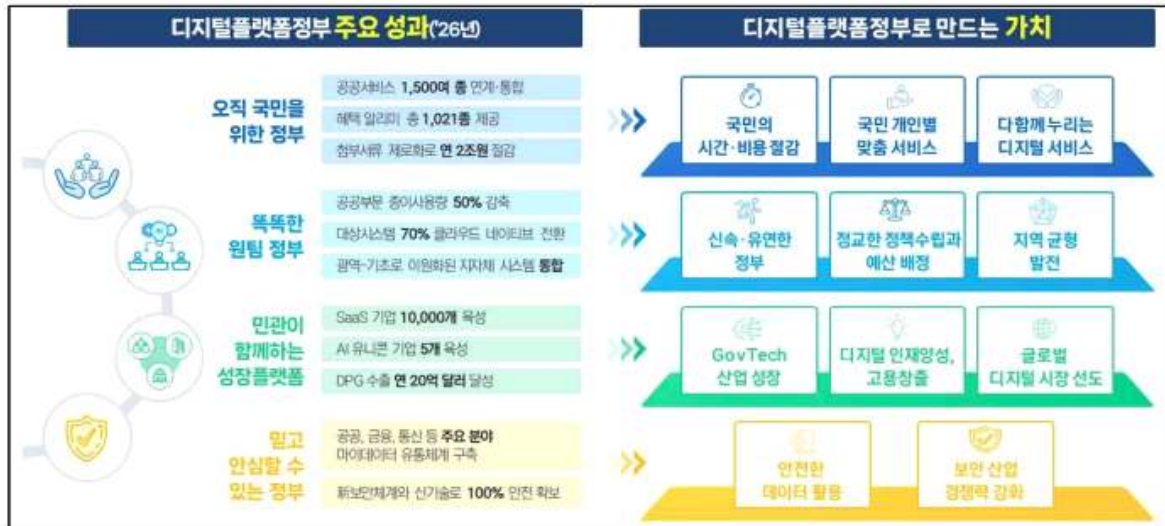 디지털플랫폼정부 주요 성과('26년)
오직 국민을
위한 정부
공공서비스 1,500여 종 연계·통합
혜택 알리미 총 1,021종 제공
첨부서류 제로화로 연 2조원 절감
똑똑한
원팀 정부
공공부문 종이사용량 50% 감축
대상시스템 70% 클라우드 네이티브 전환
광역-기초로 이원화된 지자체 시스템 통합
민관이
함께하는
성장플랫폼
SaaS 기업 10,000개 육성
AI 유니콘 기업 5개 육성
DPG 수출 연 20억 달러 달성
믿고
안심할 수
있는 정부
공공, 금융, 통신 등 주요 분야
마이데이터 유통체계 구축
新보안체계와 신기술로 100% 안전 확보
디지털플랫폼정부로 만드는 가치
국민의
시간·비용 절감
국민 개인별
맞춤 서비스
다함께 누리는
디지털 서비스
신속·유연한
정부
정교한 정책수립과
예산 배정
지역 균형
발전
GovTech
산업 성장
디지털 인재양성,
고용창출
글로벌
디지털 시장 선도
안전한
데이터 활용
보안 산업
경쟁력 강화